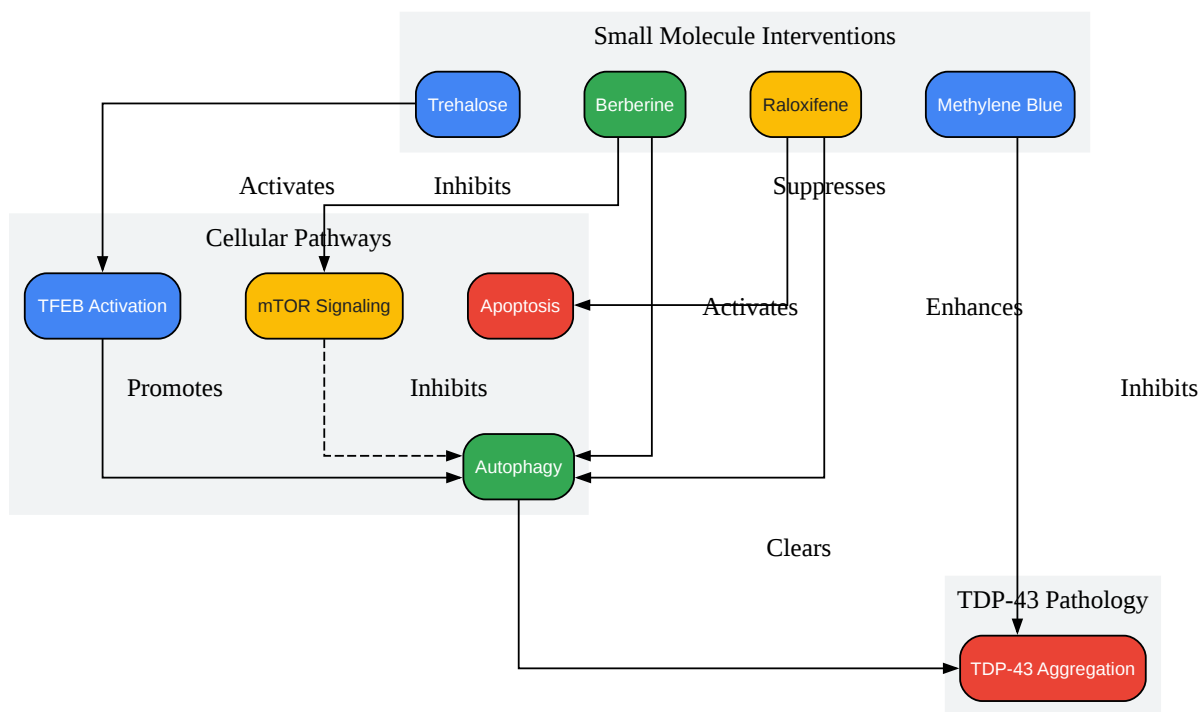 Small Molecule Interventions
Trehalose
Berberine
Raloxifene
Methylene Blue
Activates
Inhibits
Suppresses
Cellular Pathways
TFEB Activation
mTOR Signaling
Apoptosis
Activates
Enhances
Promotes
Inhibits
Inhibits
Autophagy
Clears
TDP-43 Pathology
TDP-43 Aggregation